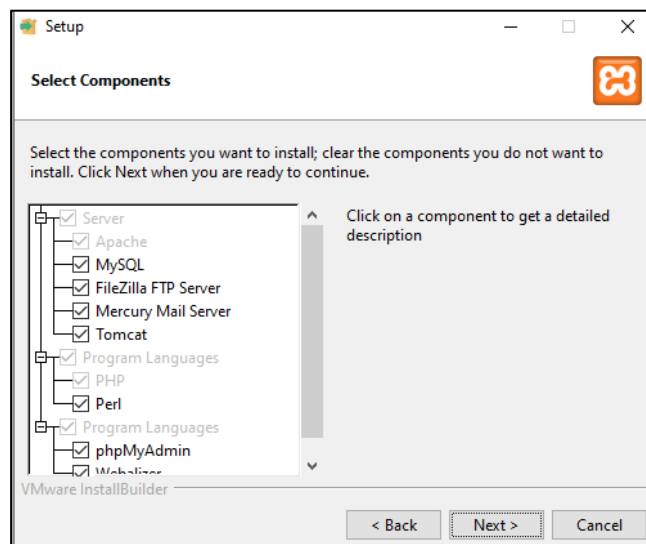 Setup
Select Components
Select the components you want to install; clear the components you do not want to
install. Click Next when you are ready to continue.
Server
Apache
MySQL
FileZilla FTP Server
Mercury Mail Server
Tomcat
Program Languages
PHP
Perl
Program Languages
phpMyAdmin
Webalizer
Click on a component to get a detailed
description
VMware InstallBuilder
< Back
Next >
Cancel